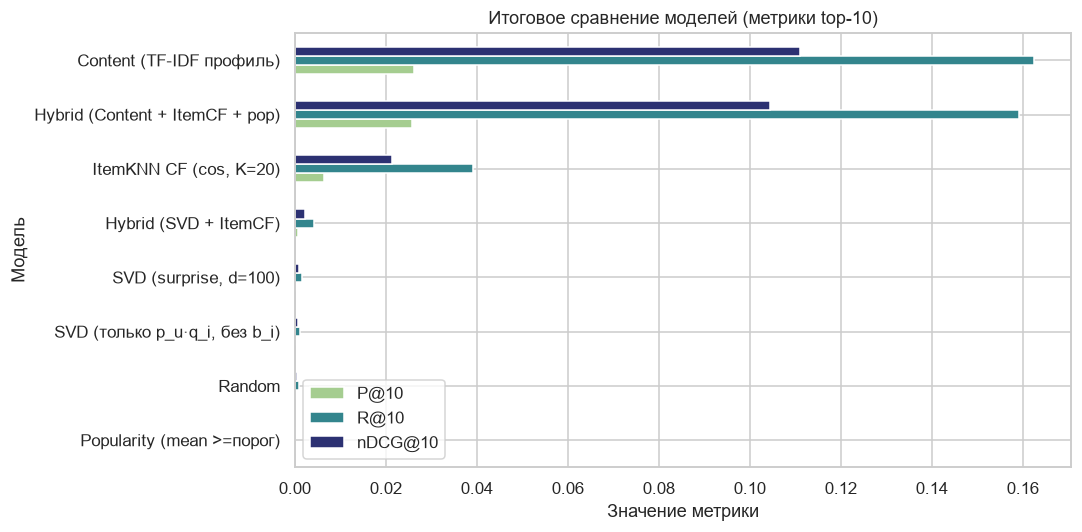 Итоговое сравнение моделей (метрики top-10)
Модель
Content (TF-IDF профиль)
Hybrid (Content + ItemCF + pop)
ItemKNN CF (cos, K=20)
Hybrid (SVD + ItemCF)
SVD (surprise, d=100)
SVD (только p_u·q_i, без b_i)
Random
Popularity (mean >=порог)
P@10
R@10
nDCG@10
0.00 0.02 0.04 0.06 0.08 0.10 0.12 0.14 0.16
Значение метрики